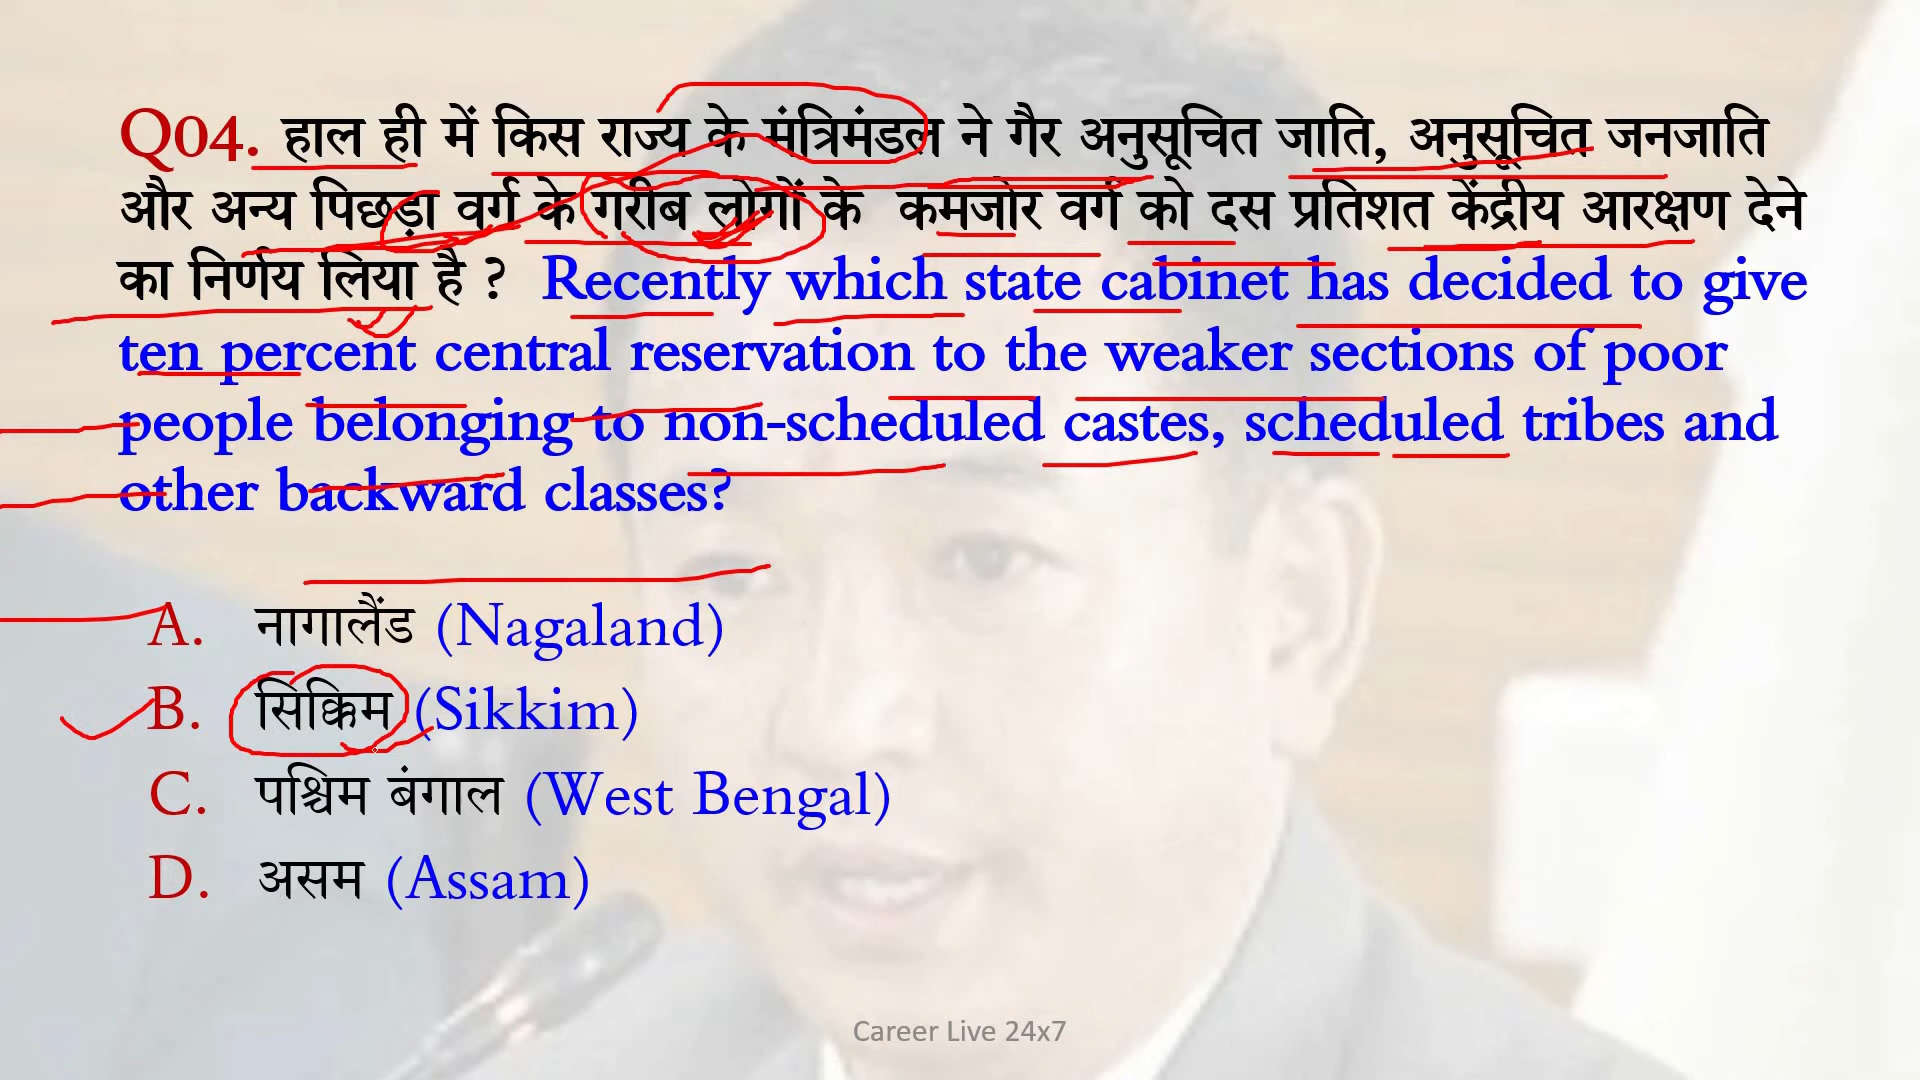 Q04. हाल ही में किस राज्य के मंत्रिमंडल ने गैर अनुसूचित जाति, अनुसूचित जनजाति
और अन्य पिछड़ा वर्ग के गरीब लोगों के कमजोर वर्ग को दस प्रतिशत केंद्रीय आरक्षण देने
का निर्णय लिया है ? Recently which state cabinet has decided to give
ten percent central reservation to the weaker sections of poor
people belonging to non-scheduled castes, scheduled tribes and
other backward classes?
A. नागालैंड (Nagaland)
B. सिक्किम (Sikkim)
C. पश्चिम बंगाल (West Bengal)
D. असम (Assam)
Career Live 24x7